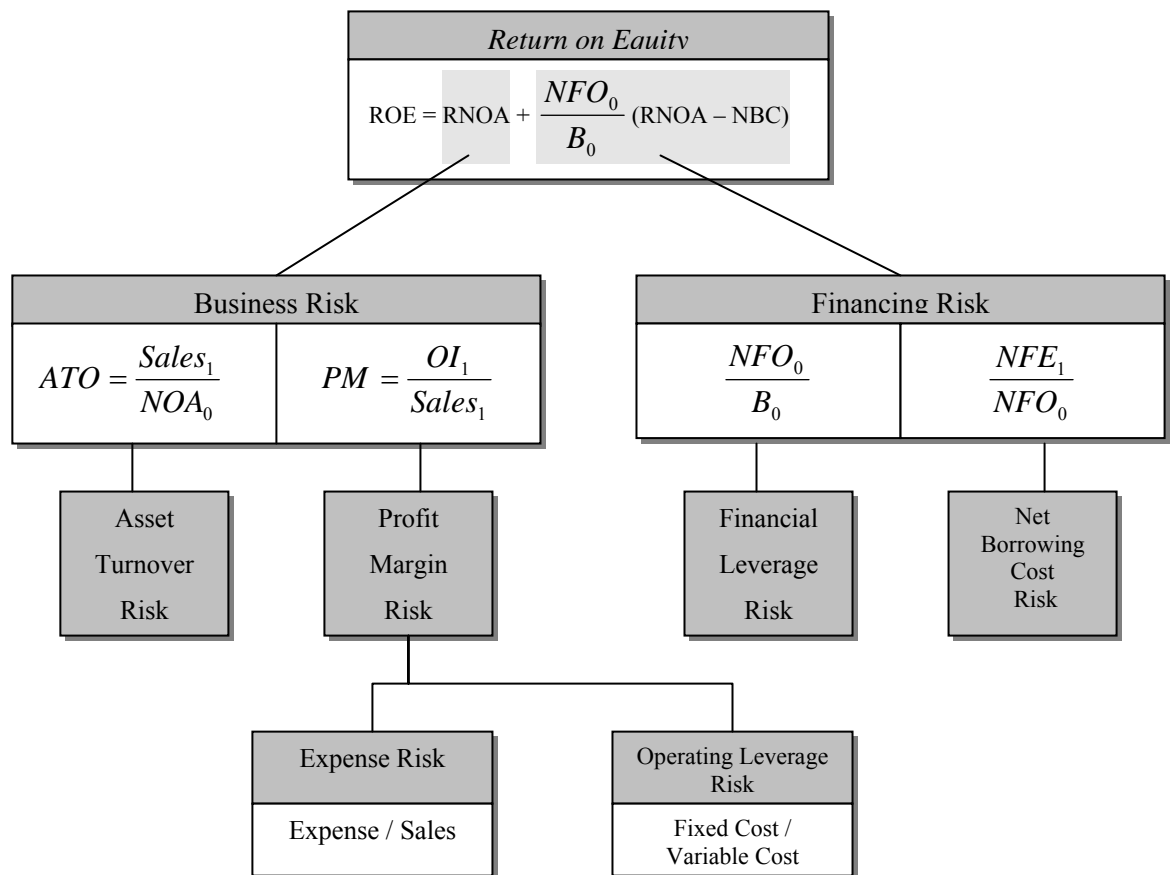 Return on Equity
ROE = RNOA + NFO₀ / B₀ (RNOA – NBC)
Business Risk
ATO = Sales₁ / NOA₀
PM = OI₁ / Sales₁
Financing Risk
NFO₀ / B₀
NFE₁ / NFO₀
Asset
Turnover
Risk
Profit
Margin
Risk
Financial
Leverage
Risk
Net
Borrowing
Cost
Risk
Expense Risk
Expense / Sales
Operating Leverage
Risk
Fixed Cost /
Variable Cost